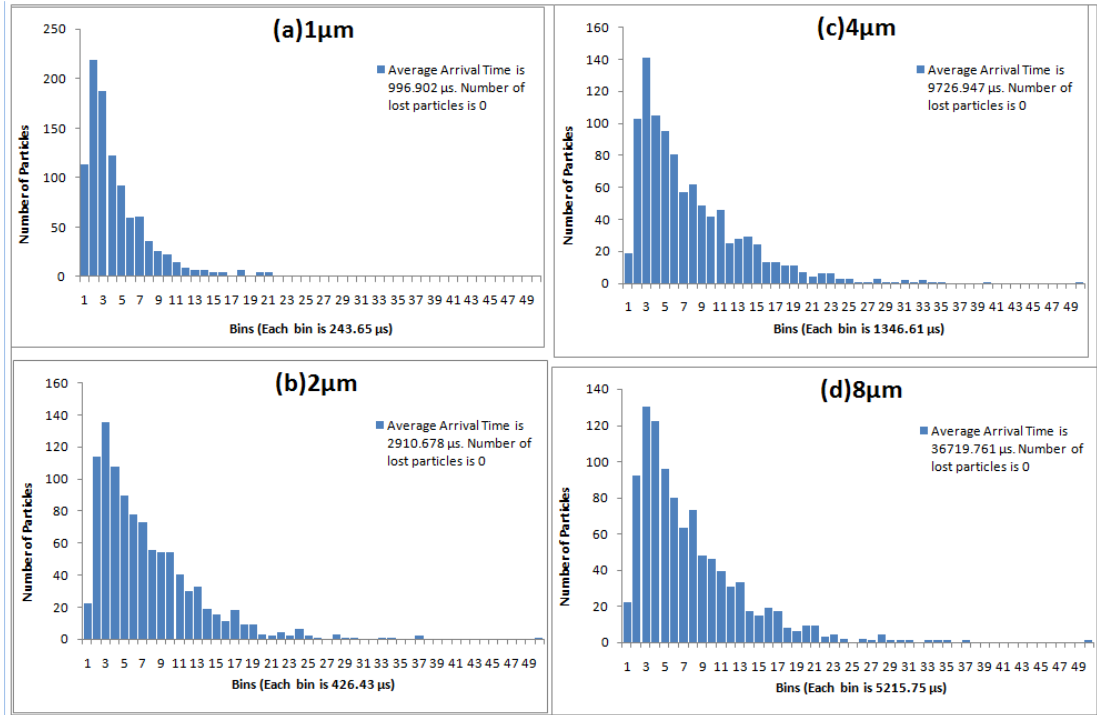 (a)1µm
250
200
150
100
50
0
Number of Particles
Average Arrival Time is
996.902 µs. Number of
lost particles is 0
1 3 5 7 9 11 13 15 17 19 21 23 25 27 29 31 33 35 37 39 41 43 45 47 49
Bins (Each bin is 243.65 µs)
(b)2µm
160
140
120
100
80
60
40
20
0
Number of Particles
Average Arrival Time is
2910.678 µs. Number of
lost particles is 0
1 3 5 7 9 11 13 15 17 19 21 23 25 27 29 31 33 35 37 39 41 43 45 47 49
Bins (Each bin is 426.43 µs)
(c)4µm
160
140
120
100
80
60
40
20
0
Number of Particles
Average Arrival Time is
9726.947 µs. Number of
lost particles is 0
1 3 5 7 9 11 13 15 17 19 21 23 25 27 29 31 33 35 37 39 41 43 45 47 49
Bins (Each bin is 1346.61 µs)
(d)8µm
140
120
100
80
60
40
20
0
Number of Particles
Average Arrival Time is
36719.761 µs. Number of
lost particles is 0
1 3 5 7 9 11 13 15 17 19 21 23 25 27 29 31 33 35 37 39 41 43 45 47 49
Bins (Each bin is 5215.75 µs)